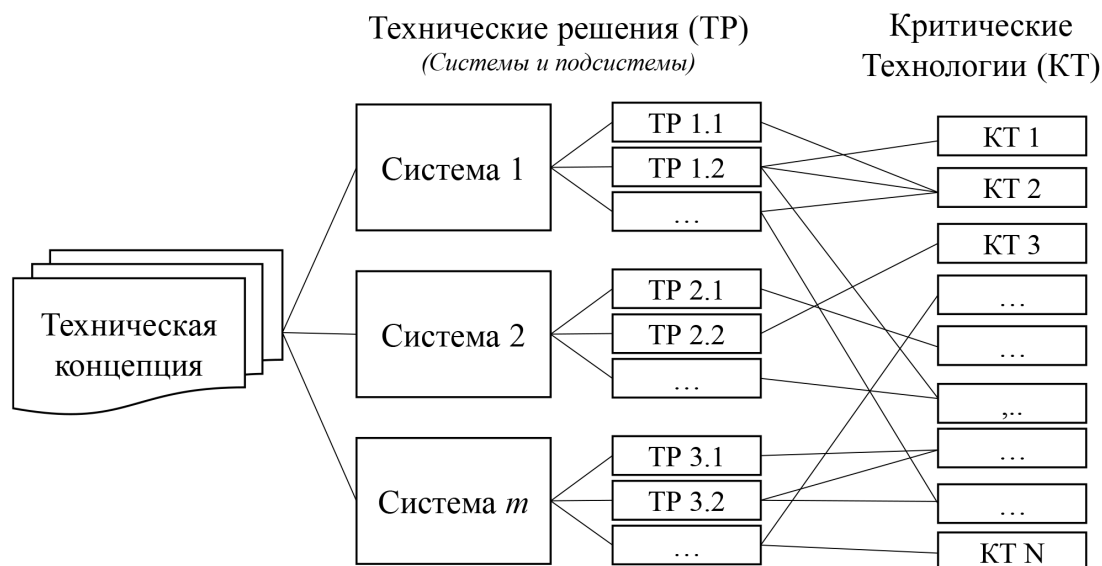 Технические решения (ТР)
(Системы и подсистемы)
Критические
Технологии (КТ)
Техническая
концепция
Система 1
ТР 1.1
ТР 1.2
…
Система 2
ТР 2.1
ТР 2.2
…
Система m
ТР 3.1
ТР 3.2
…
КТ 1
КТ 2
КТ 3
…
…
,..
…
…
КТ N